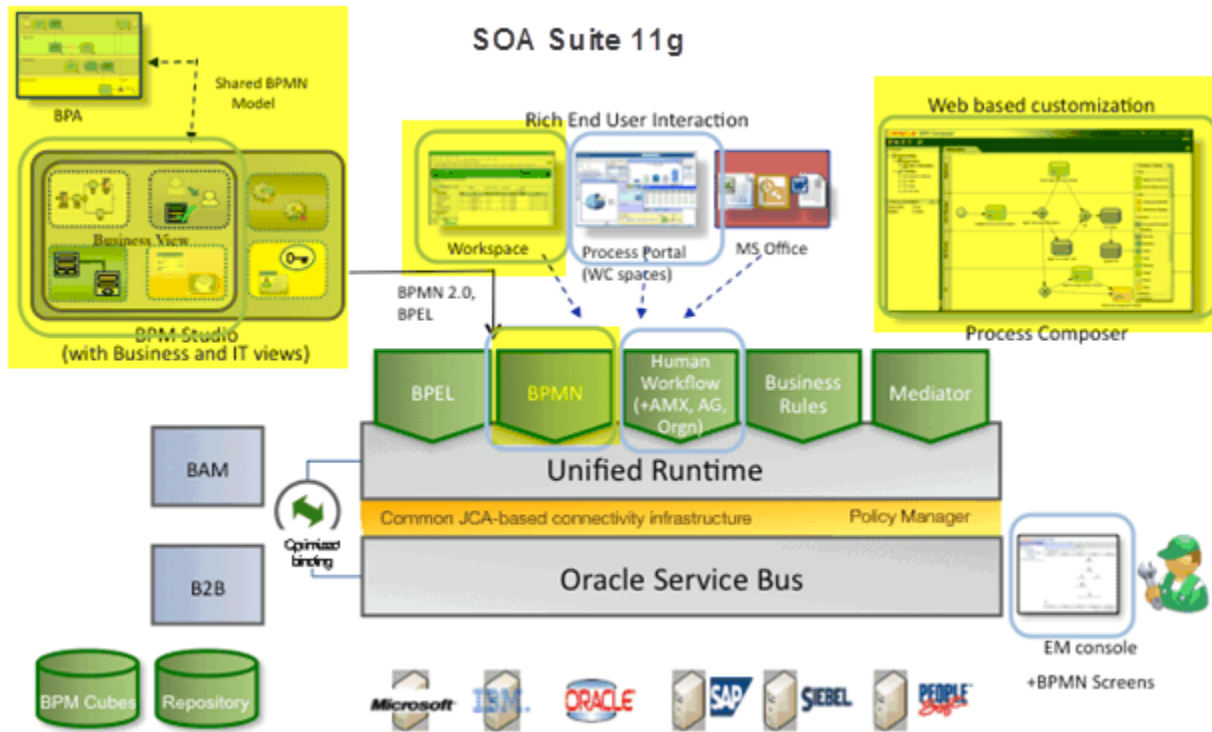 SOA Suite 11g
BPA
Shared BPMN
Model
Business View
BPM Studio
(with Business and IT views)
Rich End User Interaction
Workspace
Process Portal
(WC spaces)
MS Office
Web based customization
Process Composer
BPMN 2.0,
BPEL
BPEL
BPMN
Human
Workflow
(+AMX, AG,
Orgn)
Business
Rules
Mediator
Unified Runtime
Common JCA-based connectivity infrastructure
Policy Manager
Oracle Service Bus
BAM
Optimized
binding
B2B
EM console
+BPMN Screens
BPM Cubes
Repository
Microsoft
IBM.
ORACLE
SAP
SIEBEL
PEOPLE
Soft